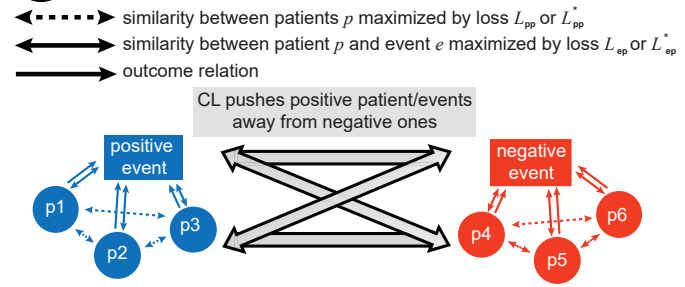 similarity between patients p maximized by loss Lpp or L*pp
similarity between patient p and event e maximized by loss Lep or L*ep
outcome relation
CL pushes positive patient/events
away from negative ones
positive
event
negative
event
p1
p2
p3
p4
p5
p6